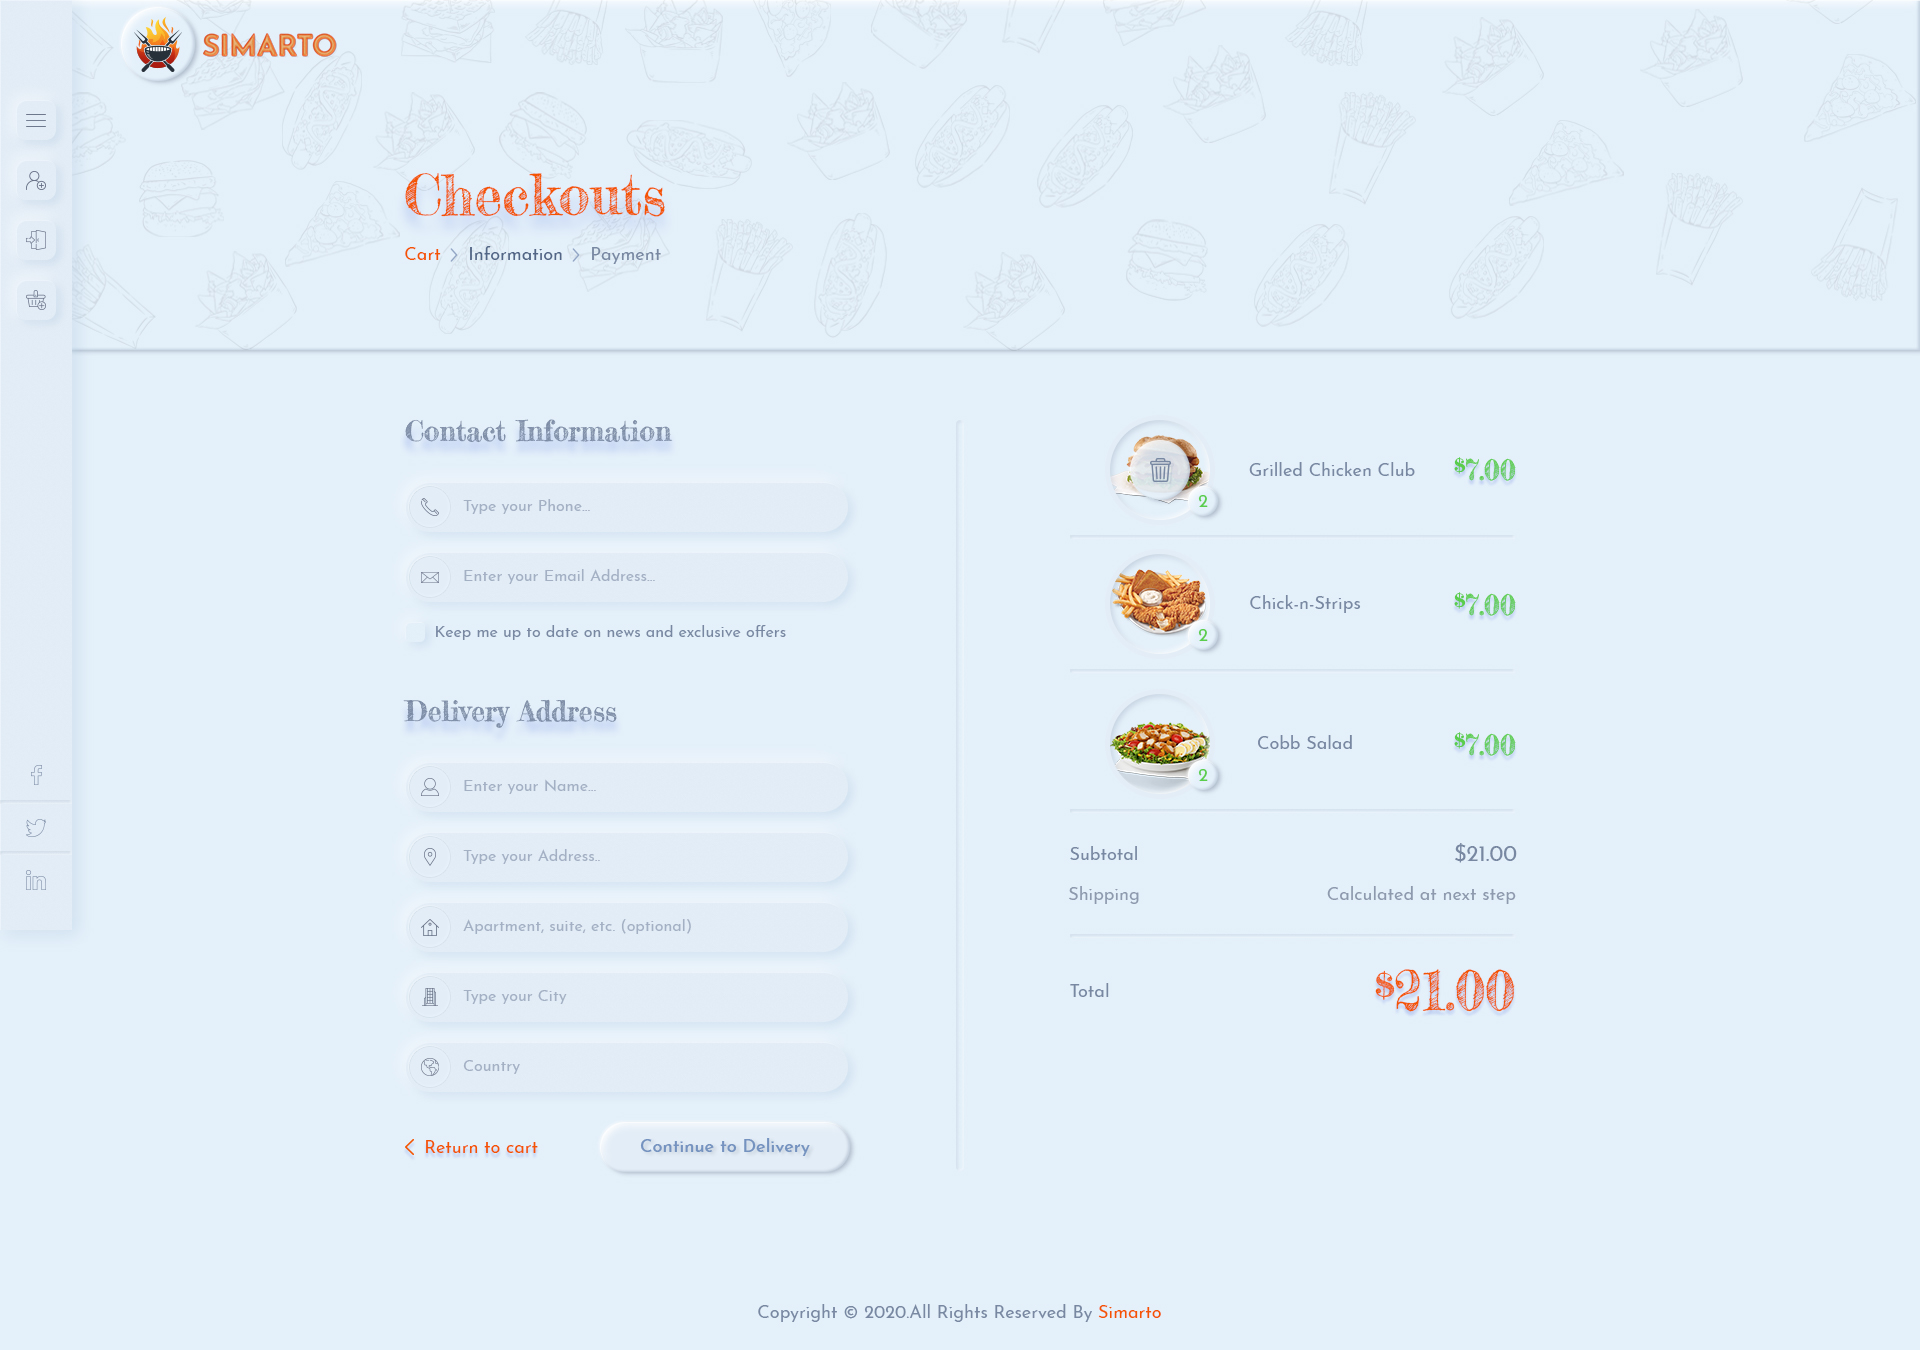 SIMARTO
Checkouts
Cart Information Payment
Contact Information
Type your Phone...
Enter your Email Address...
Keep me up to date on news and exclusive offers
Delivery Address
Enter your Name...
Type your Address..
Apartment, suite, etc. (optional)
Type your City
Country
Return to cart
Continue to Delivery
2
Grilled Chicken Club
$7.00
2
Chick-n-Strips
$7.00
2
Cobb Salad
$7.00
Subtotal
$21.00
Shipping
Calculated at next step
Total
$21.00
Copyright © 2020.All Rights Reserved By Simarto